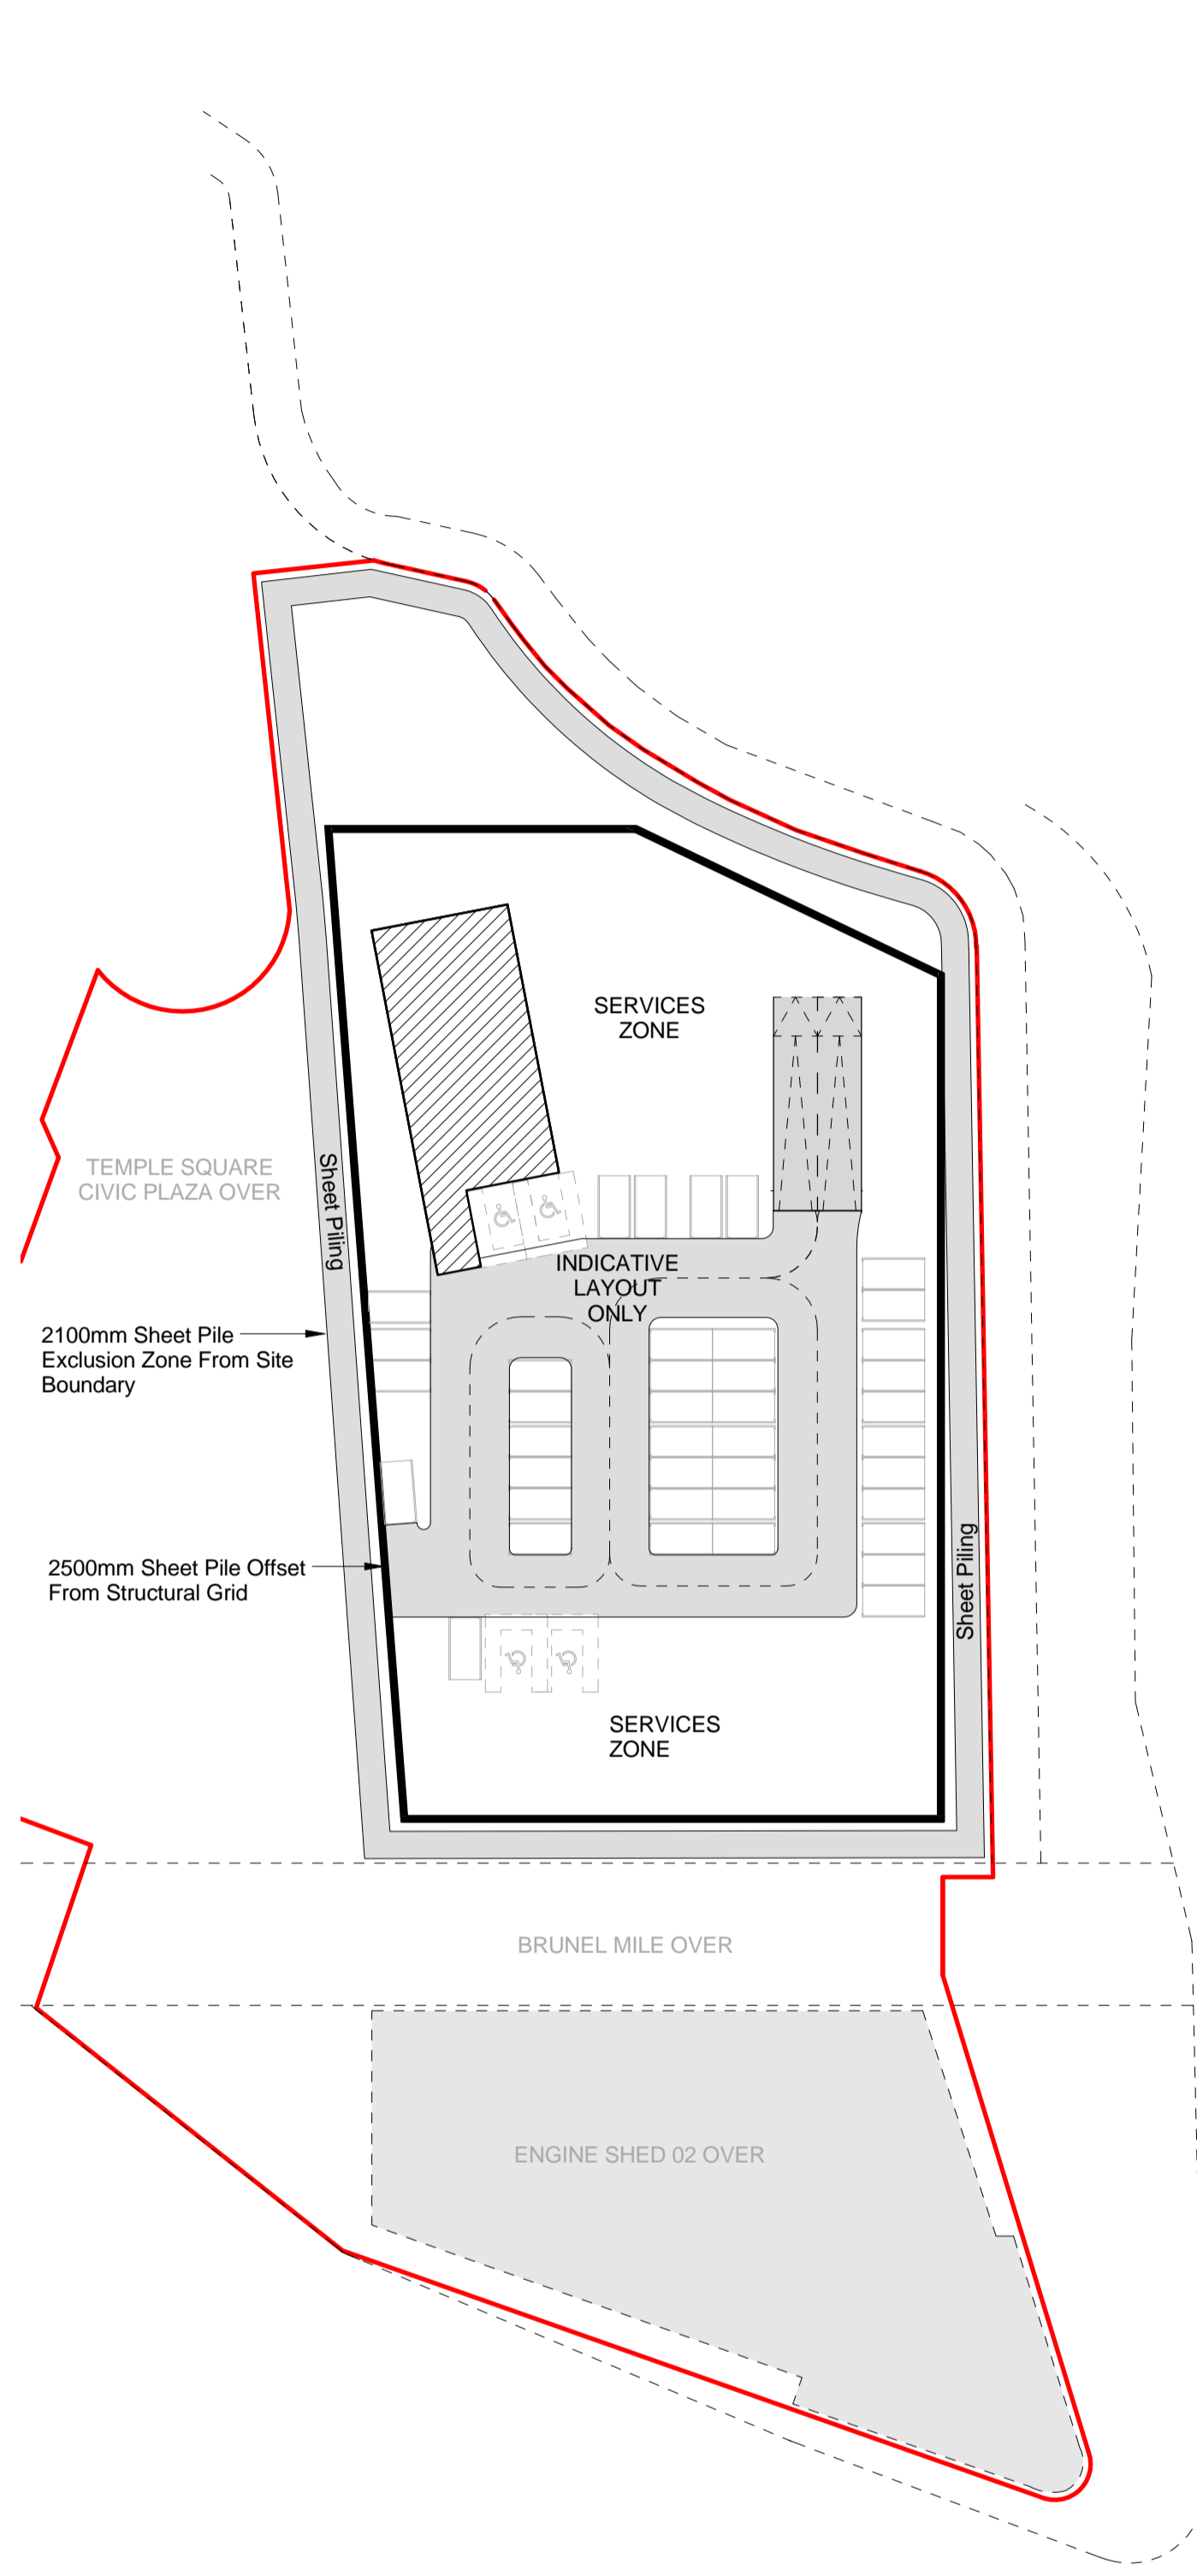 SERVICES
ZONE
TEMPLE SQUARE
CIVIC PLAZA OVER
Sheet Piling
INDICATIVE
LAYOUT
ONLY
2100mm Sheet Pile
Exclusion Zone From Site
Boundary
2500mm Sheet Pile Offset
From Structural Grid
Sheet Piling
SERVICES
ZONE
BRUNEL MILE OVER
ENGINE SHED 02 OVER